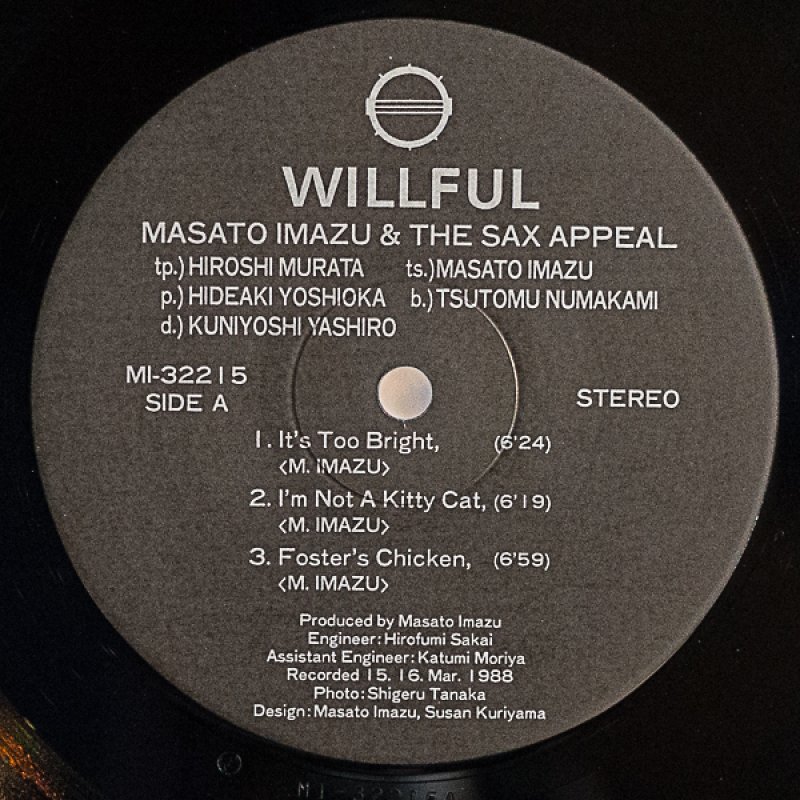 WILLFUL
MASATO IMAZU & THE SAX APPEAL
tp.) HIROSHI MURATA ts.) MASATO IMAZU
p.) HIDEAKI YOSHIOKA b.) TSUTOMU NUMAKAMI
d.) KUNIYOSHI YASHIRO
MI-32215
SIDE A
STEREO
1. It's Too Bright, (6'24)
<M. IMAZU>
2. I'm Not A Kitty Cat, (6'19)
<M. IMAZU>
3. Foster's Chicken, (6'59)
<M. IMAZU>
Produced by Masato Imazu
Engineer: Hirofumi Sakai
Assistant Engineer: Katumi Moriya
Recorded 15. 16. Mar. 1988
Photo: Shigeru Tanaka
Design: Masato Imazu, Susan Kuriyama
MI-32215A